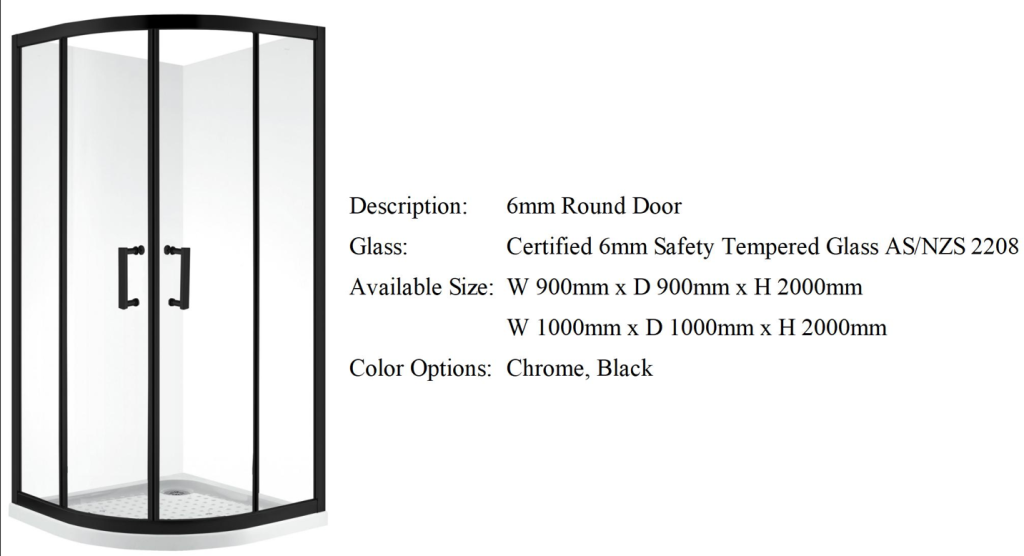 Description: 6mm Round Door
Glass: Certified 6mm Safety Tempered Glass AS/NZS 2208
Available Size: W 900mm x D 900mm x H 2000mm
W 1000mm x D 1000mm x H 2000mm
Color Options: Chrome, Black